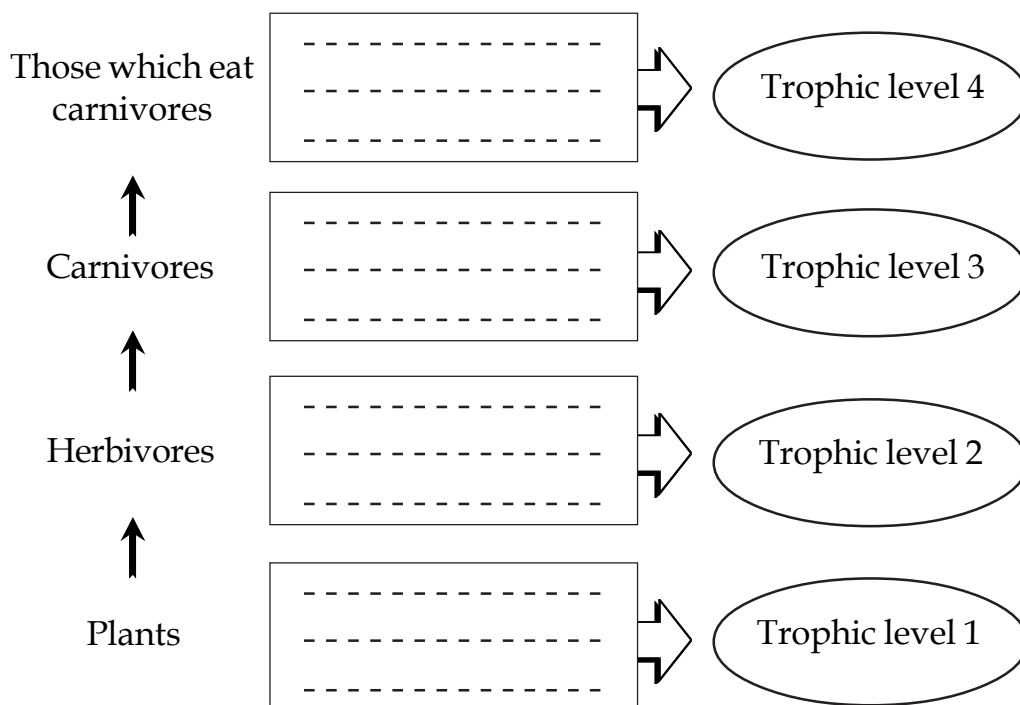 Those which eat
carnivores
Trophic level 4
Carnivores
Trophic level 3
Herbivores
Trophic level 2
Plants
Trophic level 1